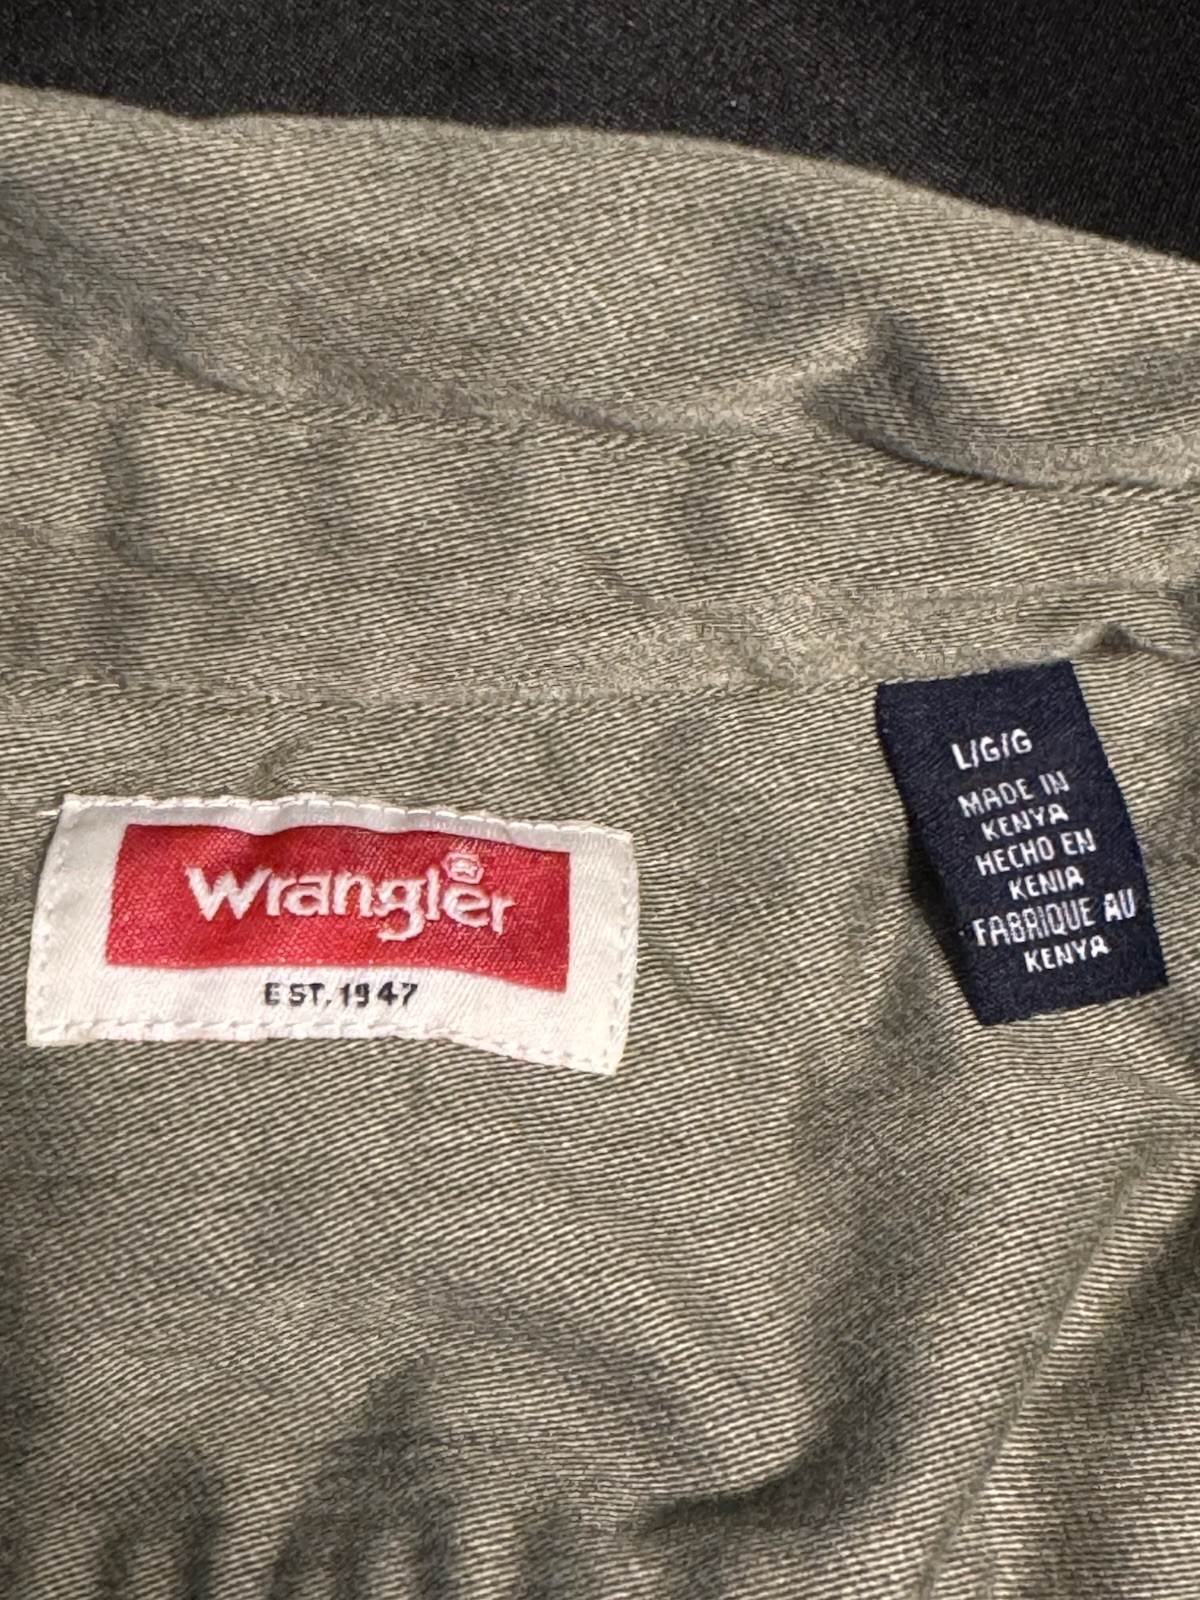 Wrangler®
EST. 1947
L/G/G
MADE IN
KENYA
HECHO EN
KENIA
FABRIQUE AU
KENYA